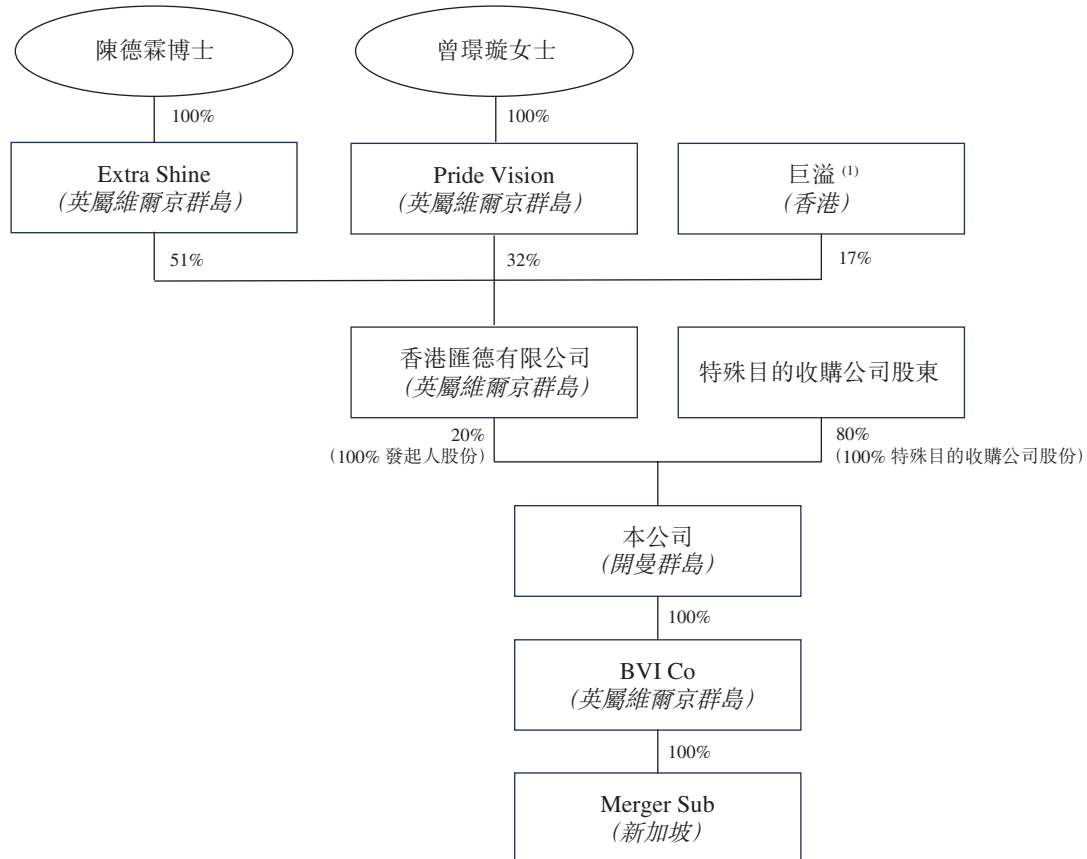 陳德霖博士
曾璟璇女士
100%
100%
Extra Shine
(英屬維爾京群島)
Pride Vision
(英屬維爾京群島)
巨溢 (1)
(香港)
51%
32%
17%
香港匯德有限公司
(英屬維爾京群島)
特殊目的收購公司股東
20%
(100% 發起人股份)
80%
(100% 特殊目的收購公司股份)
本公司
(開曼群島)
100%
BVI Co
(英屬維爾京群島)
100%
Merger Sub
(新加坡)